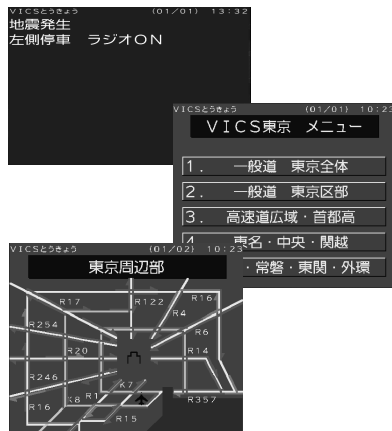 VICSとうきょう (01/01) 13:32
地震発生
左側停車 ラジオON
VICSとうきょう (01/01) 10:23
VICS東京 メニュー
1. 一般道 東京全体
2. 一般道 東京区部
3. 高速道広域・首都高
4. 東名・中央・関越
・常磐・東関・外環
VICSとうきょう (01/02) 10:23
東京周辺部
R17
R122
R16
R4
R254
R6
R20
R14
R246
K7
R16
K8
R1
R357
R15